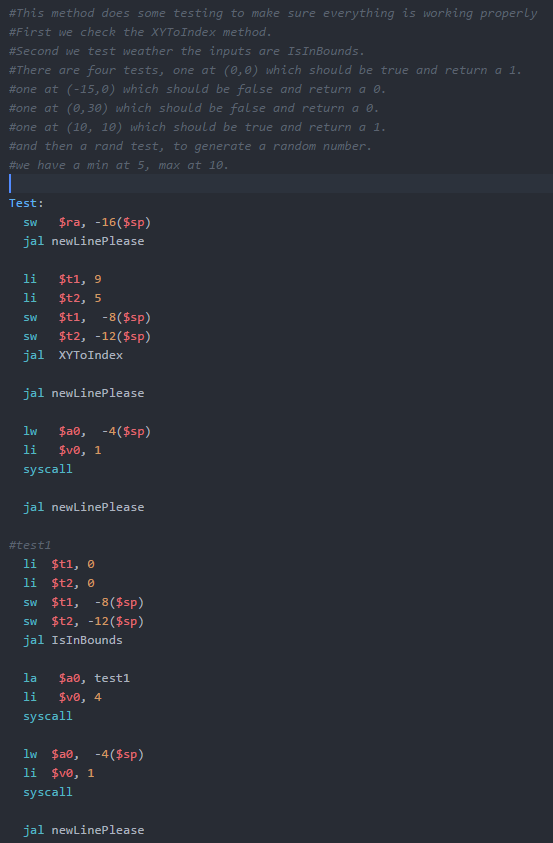 #This method does some testing to make sure everything is working properly
#First we check the XYToIndex method.
#Second we test weather the inputs are IsInBounds.
#There are four tests, one at (0,0) which should be true and return a 1.
#one at (-15,0) which should be false and return a 0.
#one at (0,30) which should be false and return a 0.
#one at (10, 10) which should be true and return a 1.
#and then a rand test, to generate a random number.
#we have a min at 5, max at 10.
Test:
sw $ra, -16($sp)
jal newLinePlease
li $t1, 9
li $t2, 5
sw $t1, -8($sp)
sw $t2, -12($sp)
jal XYToIndex
jal newLinePlease
lw $a0, -4($sp)
li $v0, 1
syscall
jal newLinePlease
#test1
li $t1, 0
li $t2, 0
sw $t1, -8($sp)
sw $t2, -12($sp)
jal IsInBounds
la $a0, test1
li $v0, 4
syscall
lw $a0, -4($sp)
li $v0, 1
syscall
jal newLinePlease